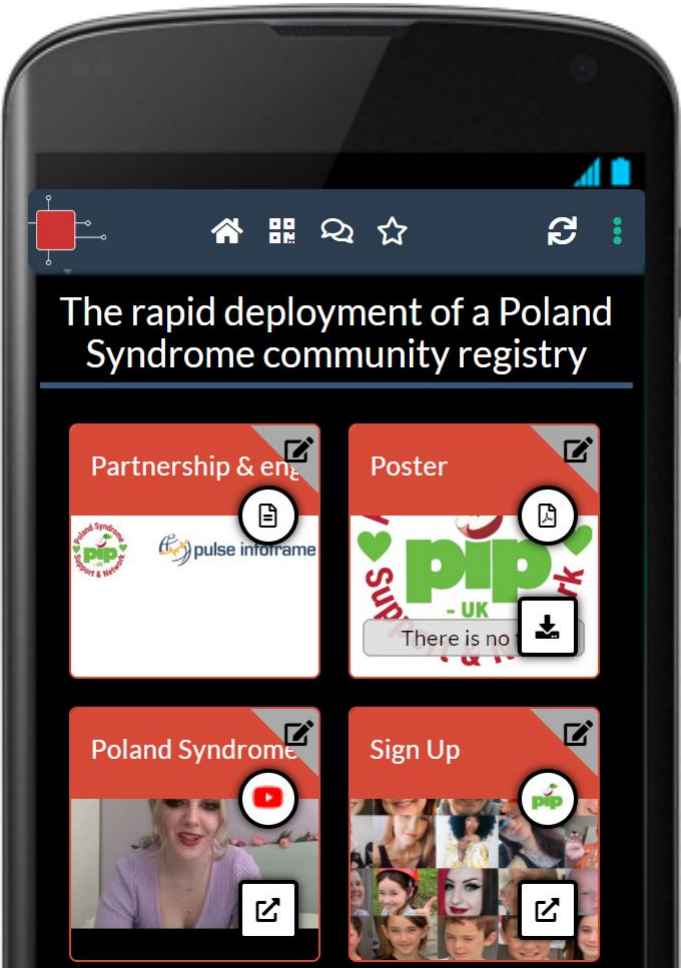 The rapid deployment of a Poland
Syndrome community registry
Partnership & eng
Poster
Poland Syndrome
pip
- UK
Support & Network
pulse infoframe
pip
- UK
There is no
Poland Syndrome
Sign Up
pip